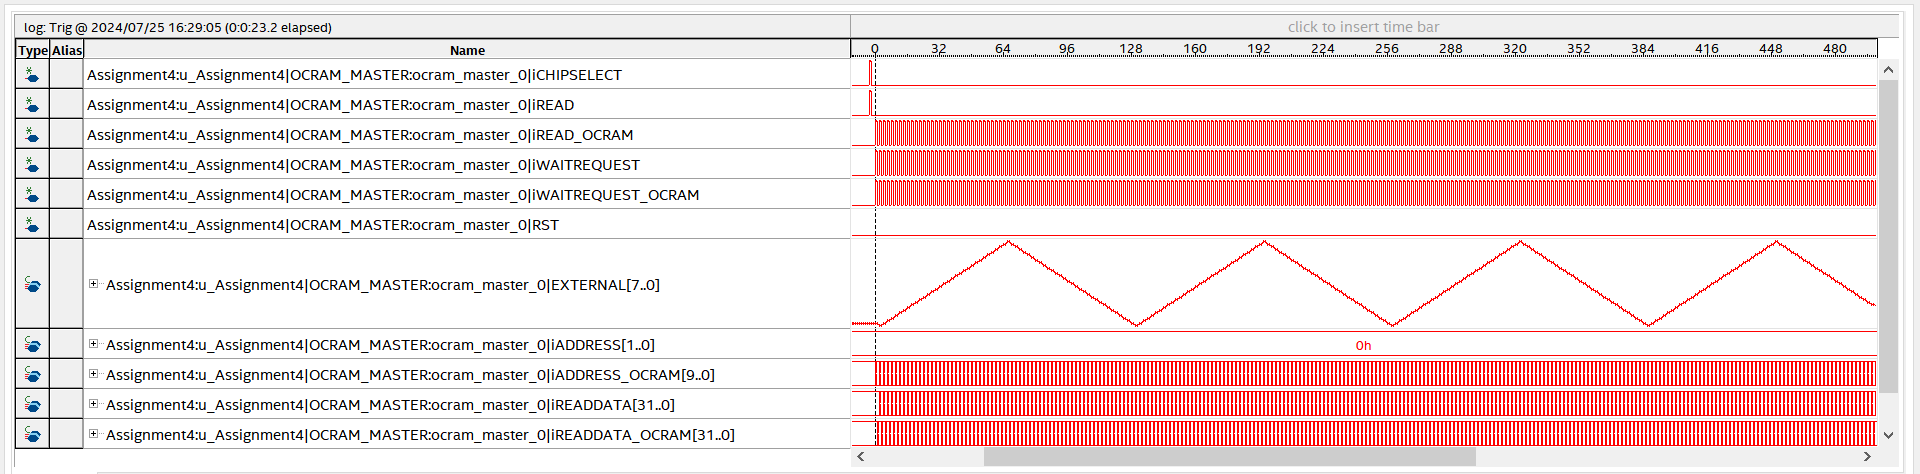 log: Trig @ 2024/07/25 16:29:05 (0:0:23.2 elapsed) click to insert time bar
Type Alias Name 0 32 64 96 128 160 192 224 256 288 320 352 384 416 448 480
Assignment4:u_Assignment4|OCRAM_MASTER:ocram_master_0|iCHIPSELECT
Assignment4:u_Assignment4|OCRAM_MASTER:ocram_master_0|iREAD
Assignment4:u_Assignment4|OCRAM_MASTER:ocram_master_0|iREAD_OCRAM
Assignment4:u_Assignment4|OCRAM_MASTER:ocram_master_0|iWAITREQUEST
Assignment4:u_Assignment4|OCRAM_MASTER:ocram_master_0|iWAITREQUEST_OCRAM
Assignment4:u_Assignment4|OCRAM_MASTER:ocram_master_0|RST
Assignment4:u_Assignment4|OCRAM_MASTER:ocram_master_0|EXTERNAL[7..0]
Assignment4:u_Assignment4|OCRAM_MASTER:ocram_master_0|iADDRESS[1..0] 0h
Assignment4:u_Assignment4|OCRAM_MASTER:ocram_master_0|iADDRESS_OCRAM[9..0]
Assignment4:u_Assignment4|OCRAM_MASTER:ocram_master_0|iREADDATA[31..0]
Assignment4:u_Assignment4|OCRAM_MASTER:ocram_master_0|iREADDATA_OCRAM[31..0]